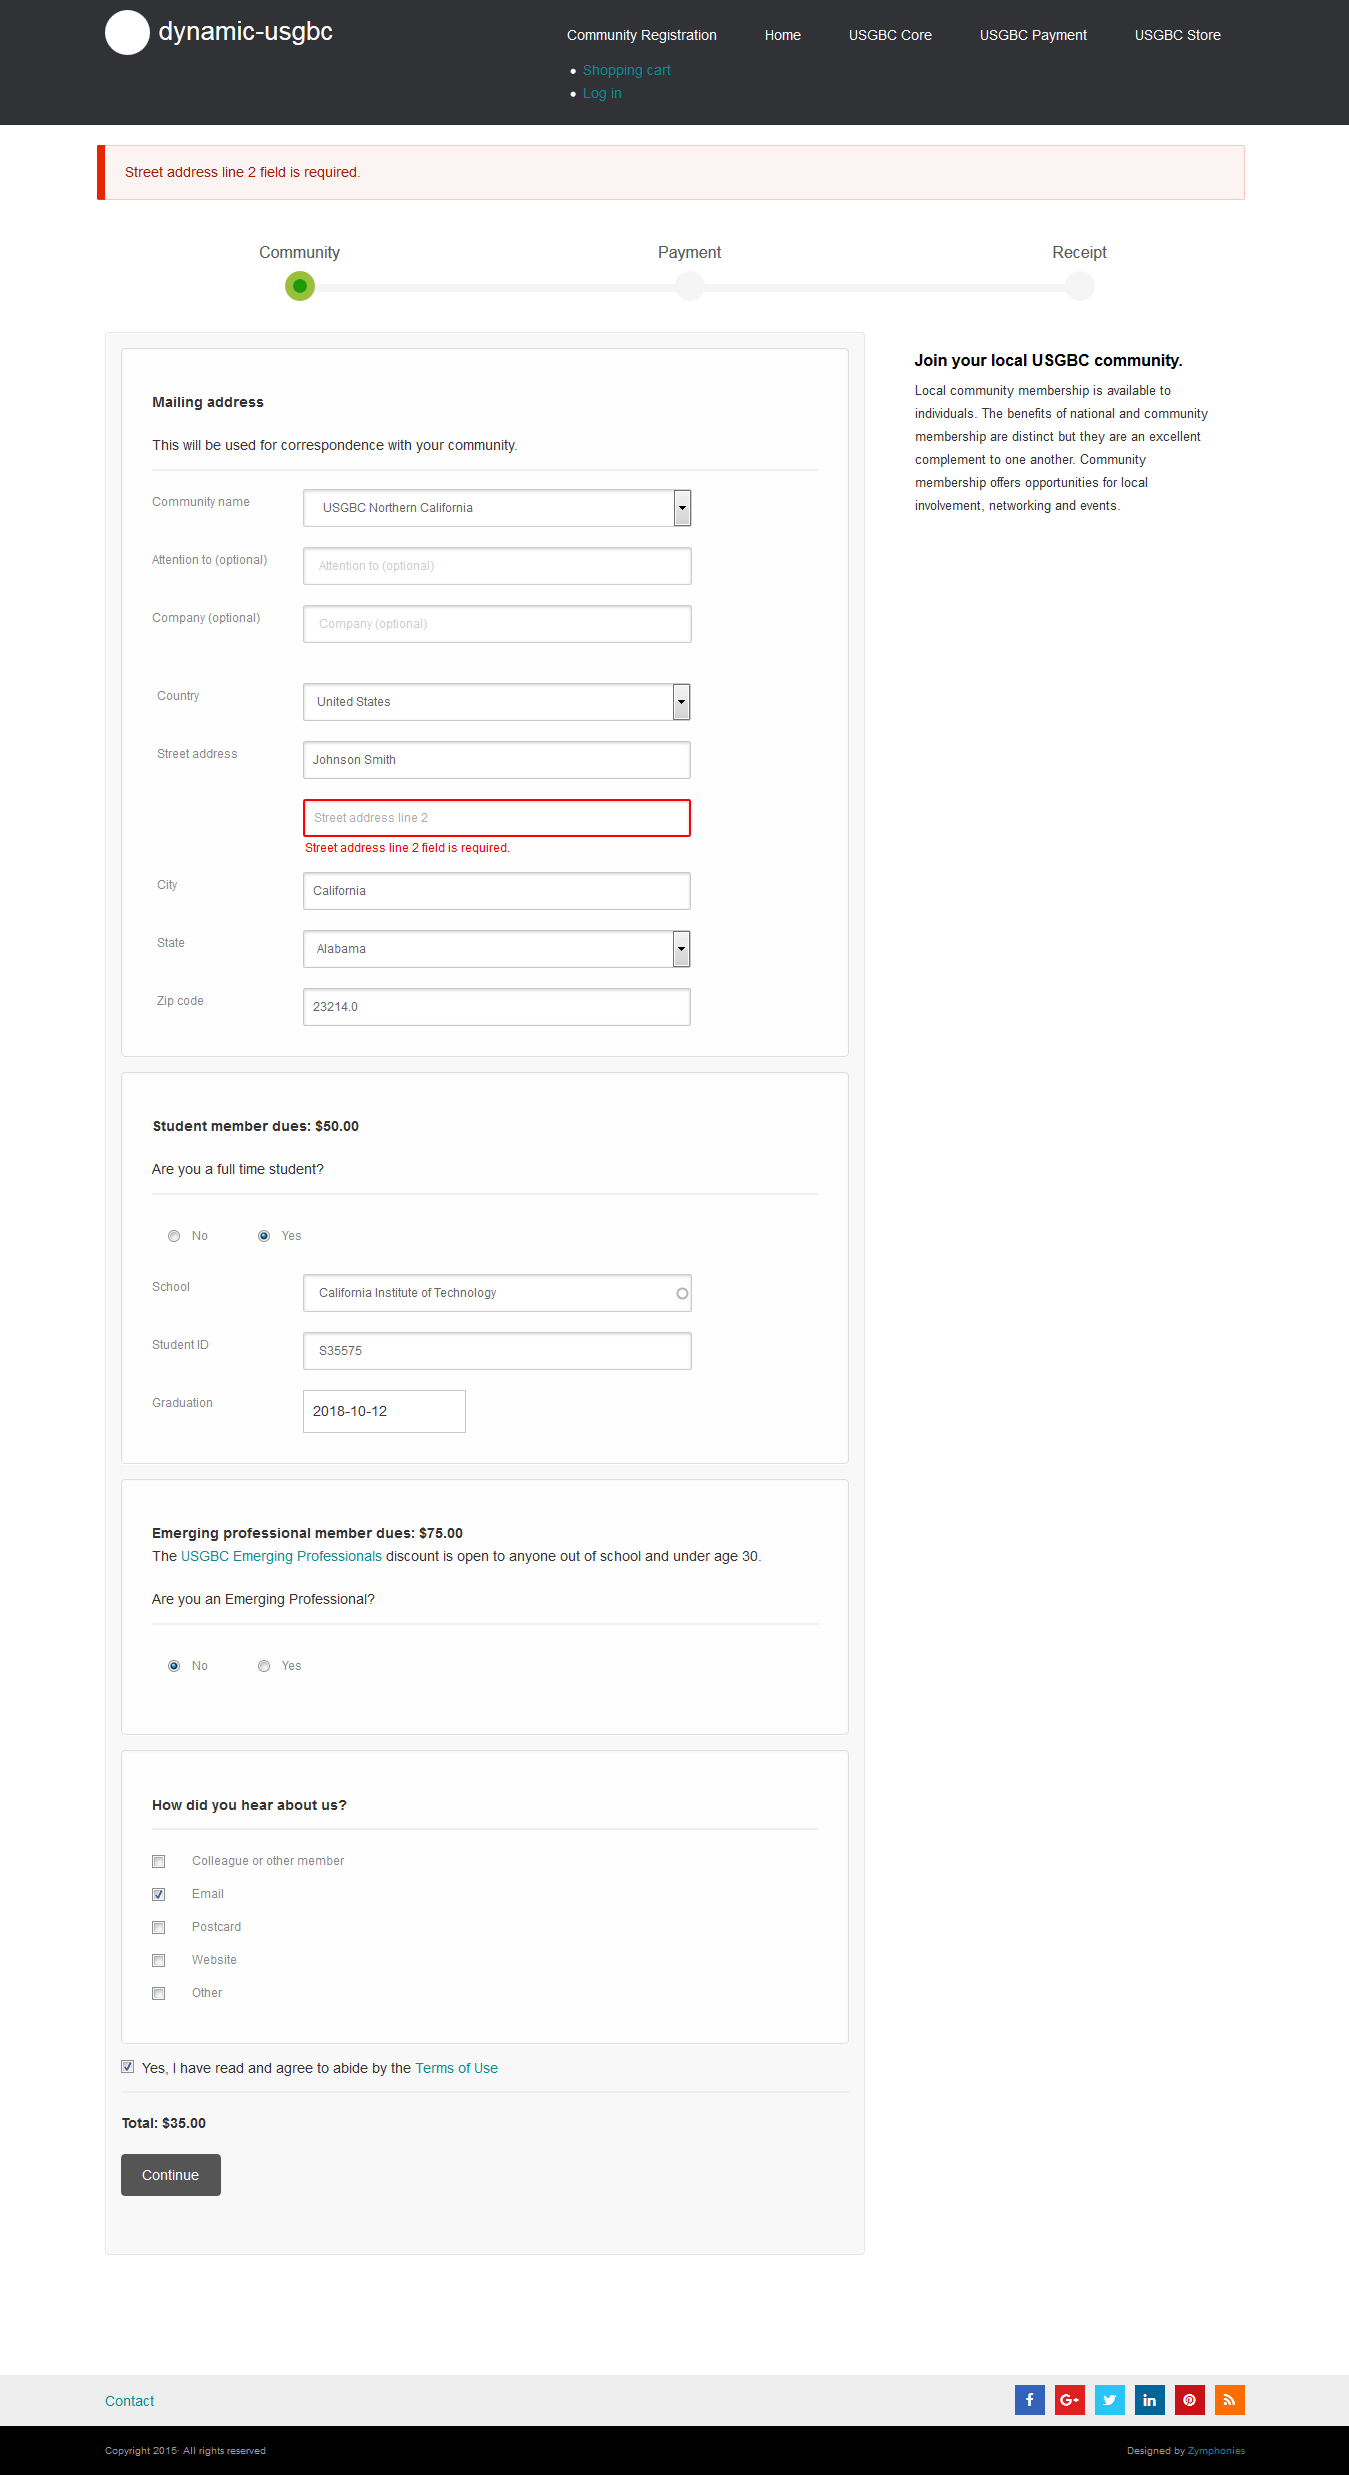 dynamic-usgbc
Community Registration
Home
USGBC Core
USGBC Payment
USGBC Store
Shopping cart
Log in
Street address line 2 field is required.
Community
Payment
Receipt
Mailing address
This will be used for correspondence with your community.
Community name
USGBC Northern California
Attention to (optional)
Attention to (optional)
Company (optional)
Company (optional)
Country
United States
Street address
Johnson Smith
Street address line 2
Street address line 2 field is required.
City
California
State
Alabama
Zip code
23214.0
Student member dues: $50.00
Are you a full time student?
No
Yes
School
California Institute of Technology
Student ID
S35575
Graduation
2018-10-12
Emerging professional member dues: $75.00
The USGBC Emerging Professionals discount is open to anyone out of school and under age 30.
Are you an Emerging Professional?
No
Yes
How did you hear about us?
Colleague or other member
Email
Postcard
Website
Other
Yes, I have read and agree to abide by the Terms of Use
Total: $35.00
Continue
Join your local USGBC community.
Local community membership is available to
individuals. The benefits of national and community
membership are distinct but they are an excellent
complement to one another. Community
membership offers opportunities for local
involvement, networking and events.
Contact
Copyright 2015· All rights reserved
Designed by Zymphonies